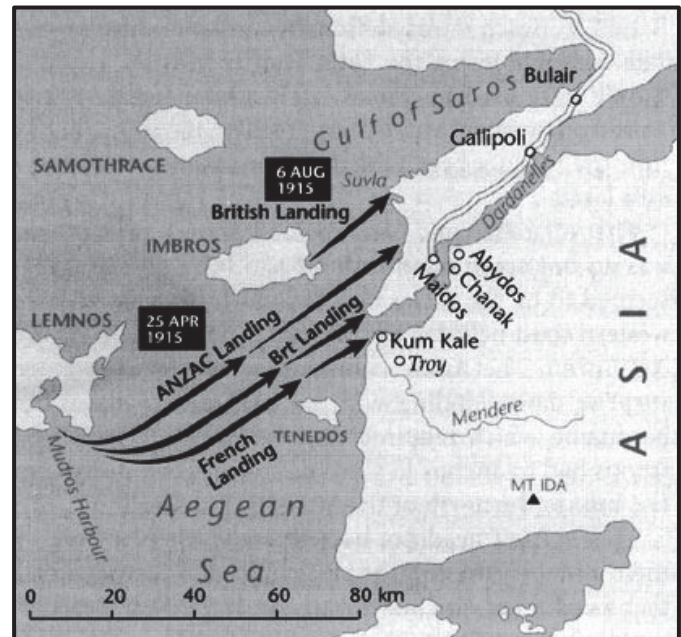 Bulair
Gulf of Saros
Gallipoli
SAMOTHRACE
6 AUG
1915
Suvla
British Landing
Dardanelles
IMBROS
Abydos
Chanak
Maidos
ASIA
LEMNOS
25 APR
1915
ANZAC Landing
Brt Landing
Kum Kale
Troy
French
Landing
TENEDOS
Mendere
Mudros Harbour
MT IDA
Aegean
Sea
0 20 40 60 80 km